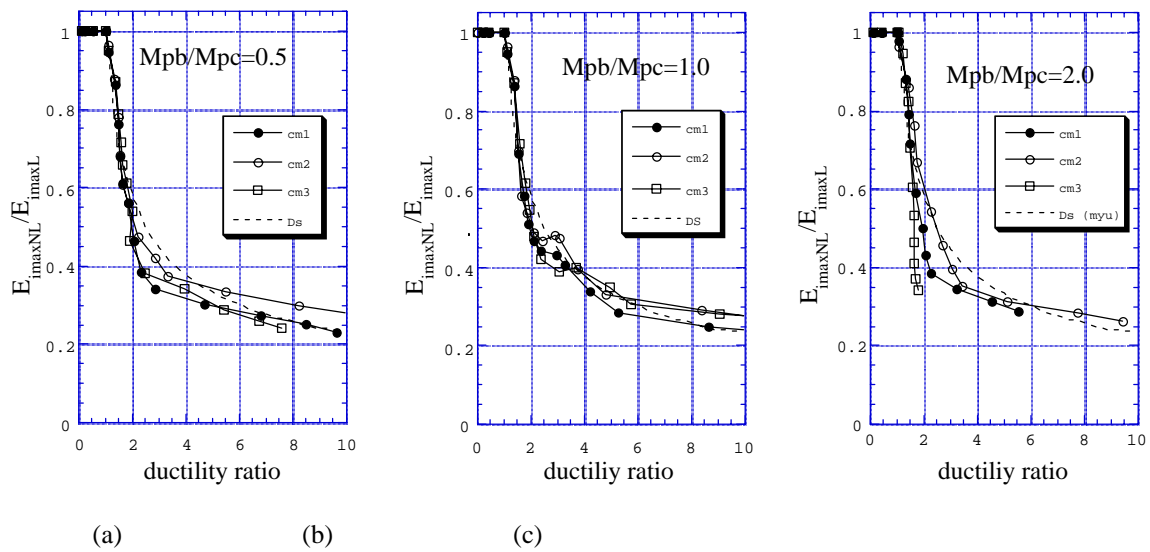 Mpb/Mpc=0.5
1
0.8
0.6
0.4
0.2
0
0 2 4 6 8 10
E_imaxNL/E_imaxL
cm1
cm2
cm3
Ds
ductility ratio
Mpb/Mpc=1.0
1
0.8
0.6
0.4
0.2
0
0 2 4 6 8 10
E_imaxNL/E_imaxL
cm1
cm2
cm3
DS
ductiliy ratio
Mpb/Mpc=2.0
1
0.8
0.6
0.4
0.2
0
0 2 4 6 8 10
E_imaxNL/E_imaxL
cm1
cm2
cm3
Ds (myu)
ductility ratio
(a) (b) (c)